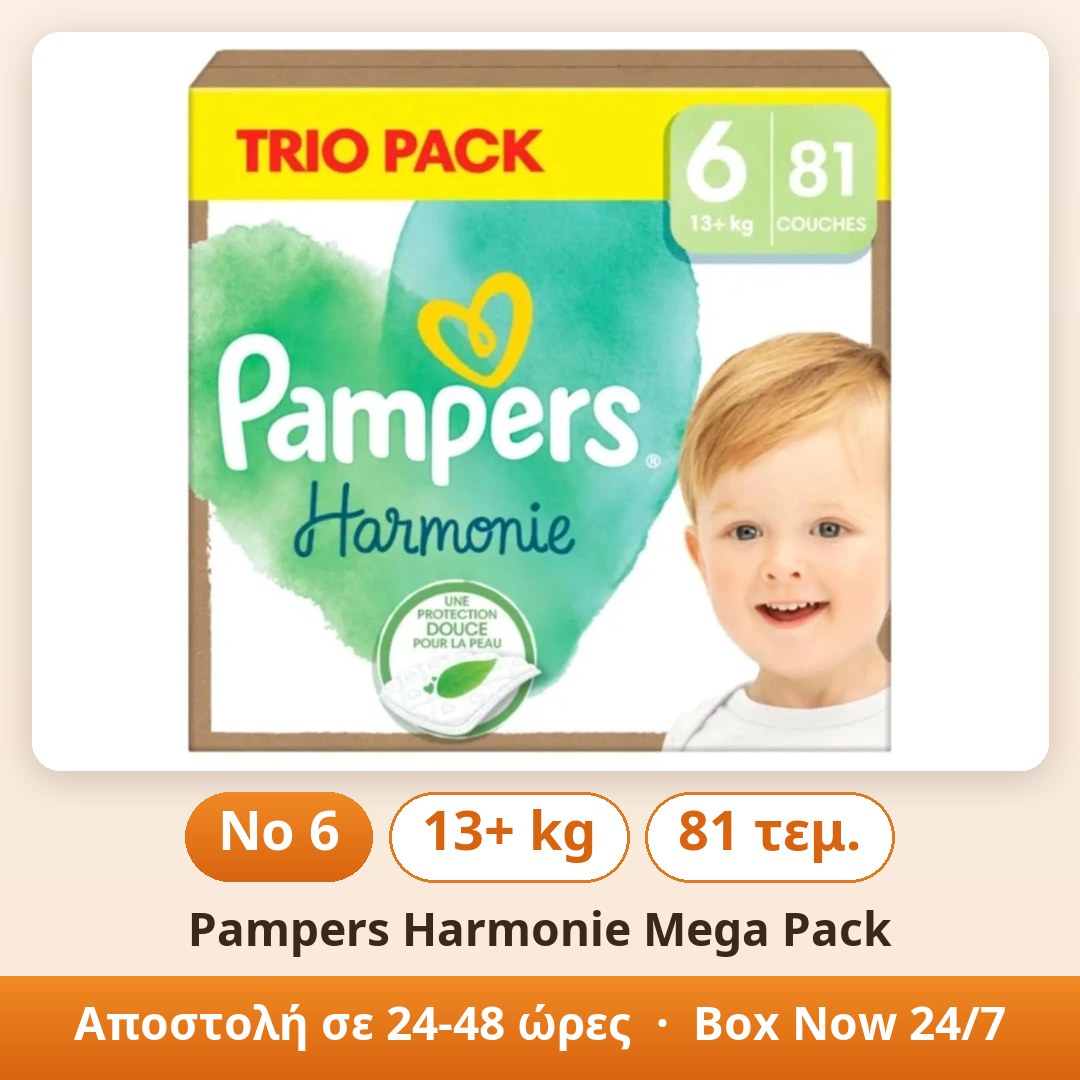 TRIO PACK
6
13+ kg
81
COUCHES
Pampers®
Harmonie
UNE
PROTECTION
DOUCE
POUR LA PEAU
No 6
13+ kg
81 τεμ.
Pampers Harmonie Mega Pack
Αποστολή σε 24-48 ώρες · Box Now 24/7